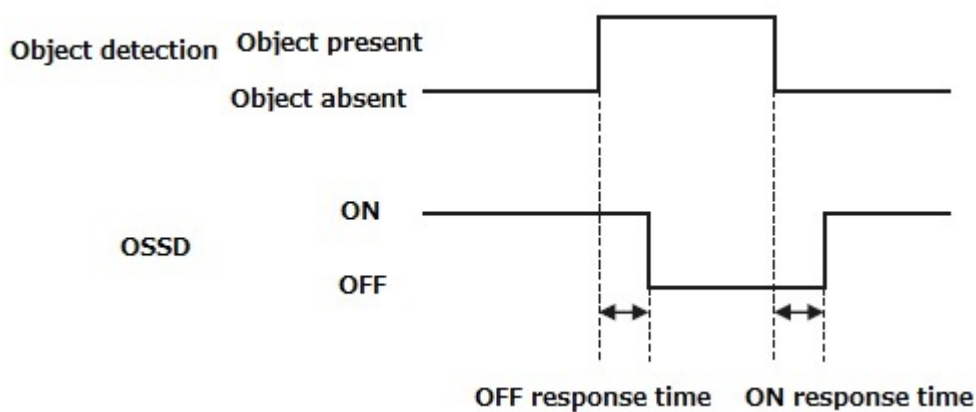 Object detection
Object present
Object absent
OSSD
ON
OFF
OFF response time
ON response time